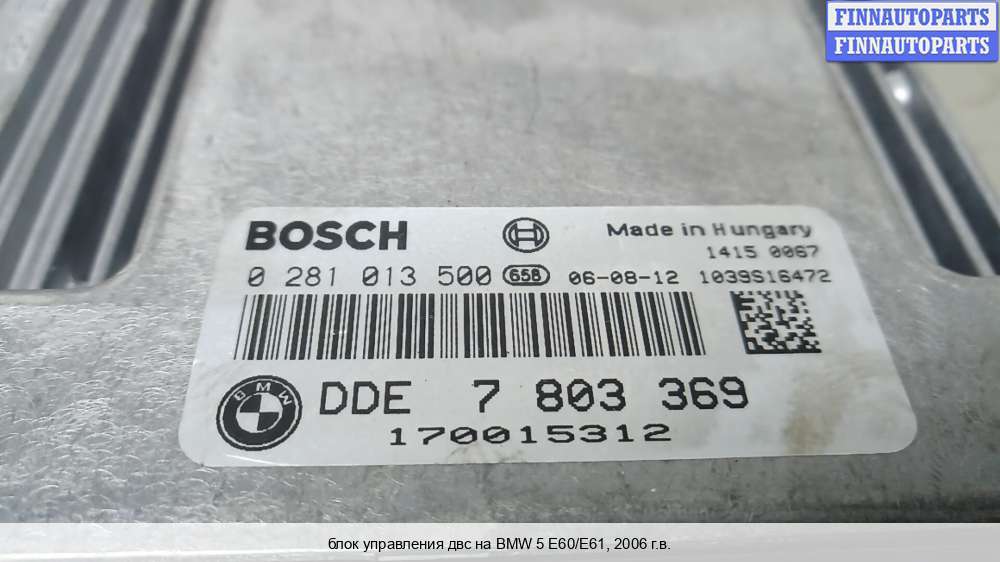 FINNAUTOPARTS
FINNAUTOPARTS
BOSCH
Made in Hungary
1415 0067
0 281 013 500 658 06-08-12 1039S16472
BMW
DDE 7 803 369
170015312
блок управления двс на BMW 5 E60/E61, 2006 г.в.